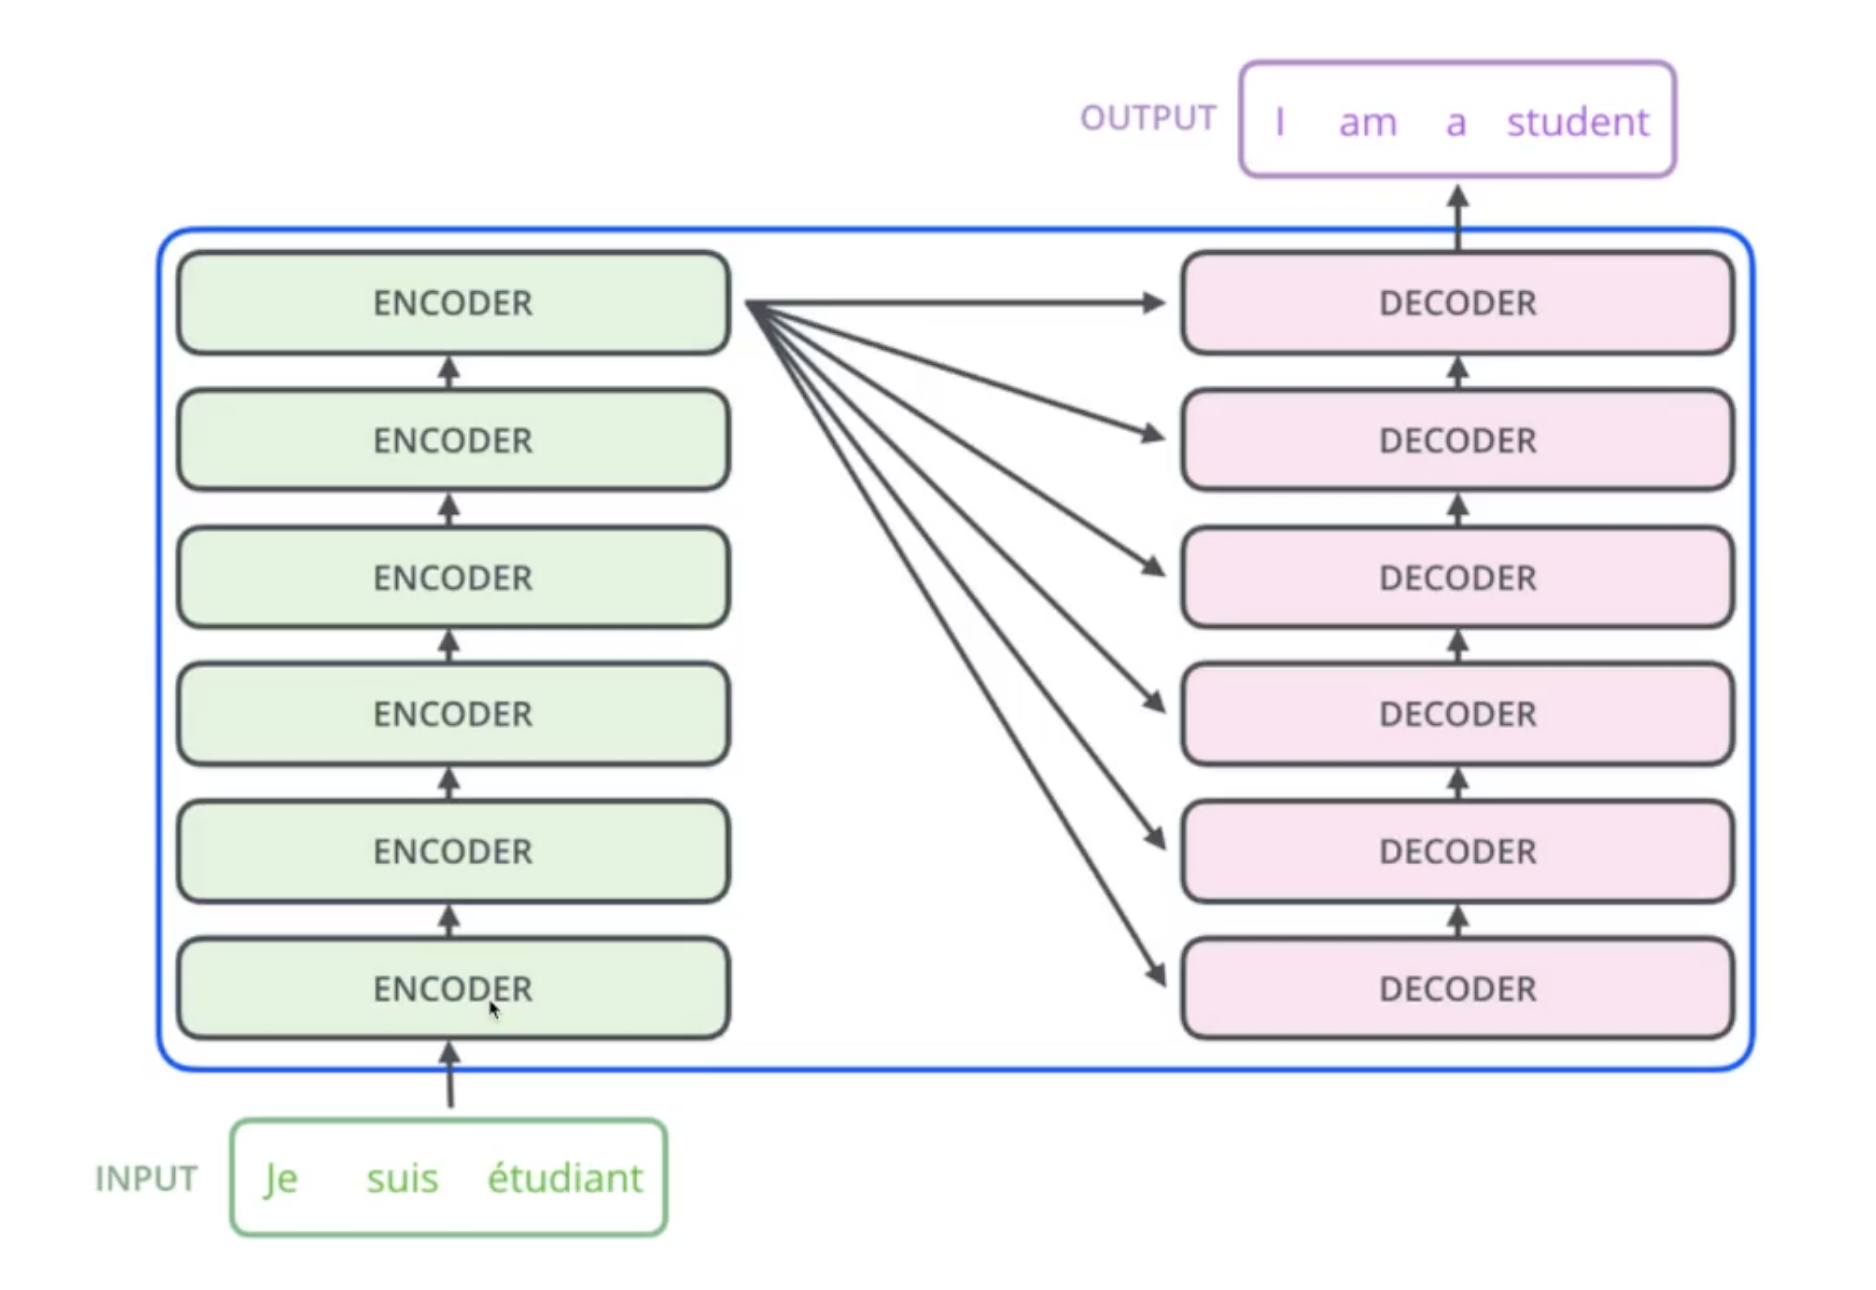 OUTPUT
I am a student
ENCODER
DECODER
ENCODER
DECODER
ENCODER
DECODER
ENCODER
DECODER
ENCODER
DECODER
ENCODER
DECODER
INPUT
Je suis étudiant